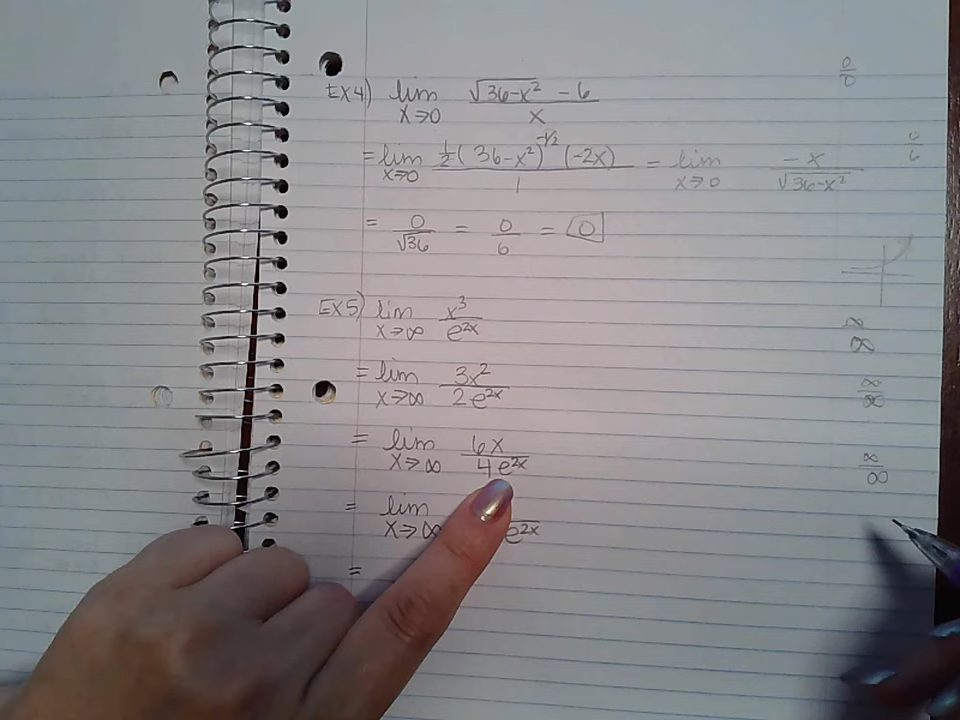 EX4) lim x→0 (√(36-x²) - 6)/x
0/0
= lim x→0 (½(36-x²)^(-1/2)(-2x))/1 = lim x→0 -x/√(36-x²)
0/6
= 0/√36 = 0/6 = 0
EX5) lim x→∞ x³/e^(2x)
∞/∞
= lim x→∞ 3x²/(2e^(2x))
∞/∞
= lim x→∞ 6x/(4e^(2x))
∞/∞
= lim x→∞ e^(2x)
=